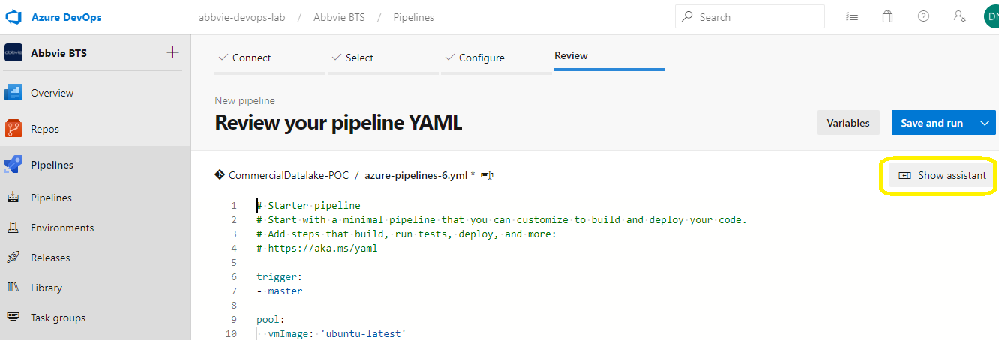 Azure DevOps
abbvie-devops-lab / Abbvie BTS / Pipelines
Search
DN
abbvie
Abbvie BTS
Connect
Select
Configure
Review
Overview
Repos
Pipelines
Pipelines
Environments
Releases
Library
Task groups
New pipeline
Review your pipeline YAML
Variables
Save and run
CommercialDatalake-POC / azure-pipelines-6.yml *
Show assistant
1 # Starter pipeline
2 # Start with a minimal pipeline that you can customize to build and deploy your code.
3 # Add steps that build, run tests, deploy, and more:
4 # https://aka.ms/yaml
5
6 trigger:
7 - master
8
9 pool:
10   vmImage: 'ubuntu-latest'